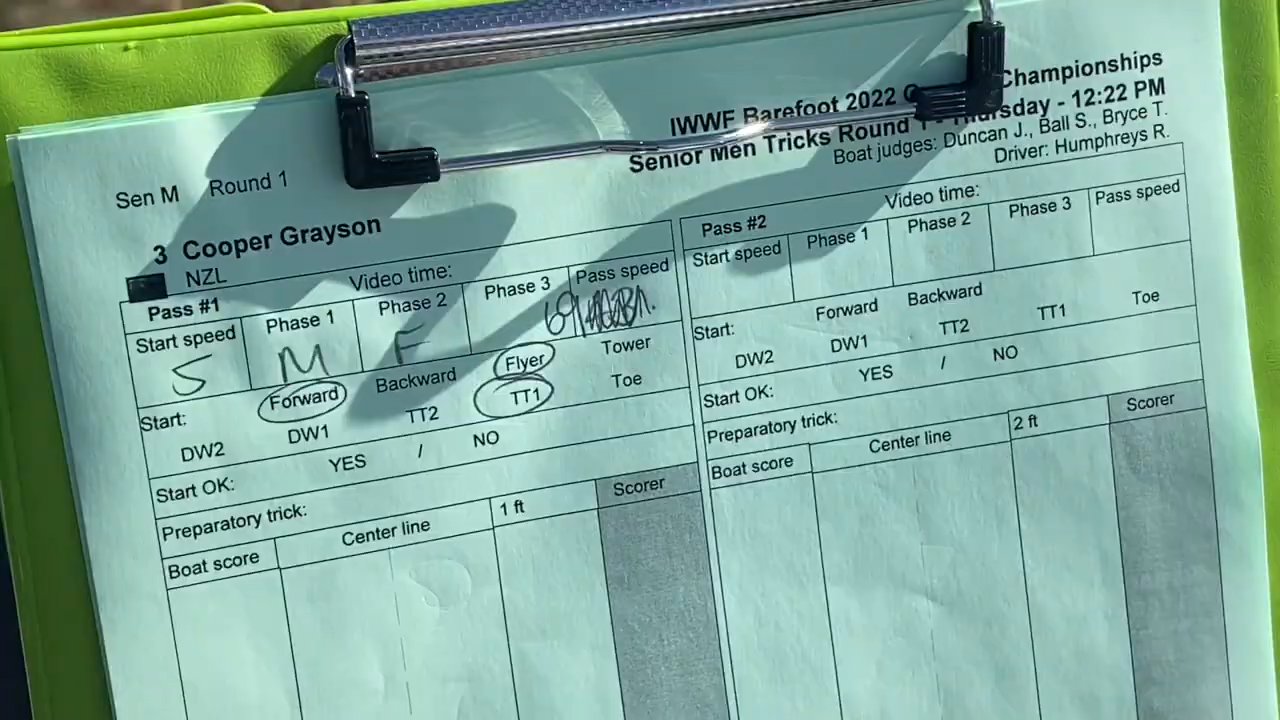 IWWF Barefoot 2022 Championships
Senior Men Tricks Round 1 - Thursday - 12:22 PM
Boat judges: Duncan J., Ball S., Bryce T.
Driver: Humphreys R.
Sen M Round 1
3 Cooper Grayson
NZL
Video time:
Pass #1
Start speed Phase 1 Phase 2 Phase 3 Pass speed
S M F 69
Start: Forward Backward Flyer Tower
DW2 DW1 TT2 TT1 Toe
Start OK: YES / NO
Preparatory trick:
Boat score Center line 1 ft Scorer
Pass #2 Video time:
Start speed Phase 1 Phase 2 Phase 3 Pass speed
Start: Forward Backward
DW2 DW1 TT2 TT1 Toe
Start OK: YES / NO
Preparatory trick:
Boat score Center line 2 ft Scorer